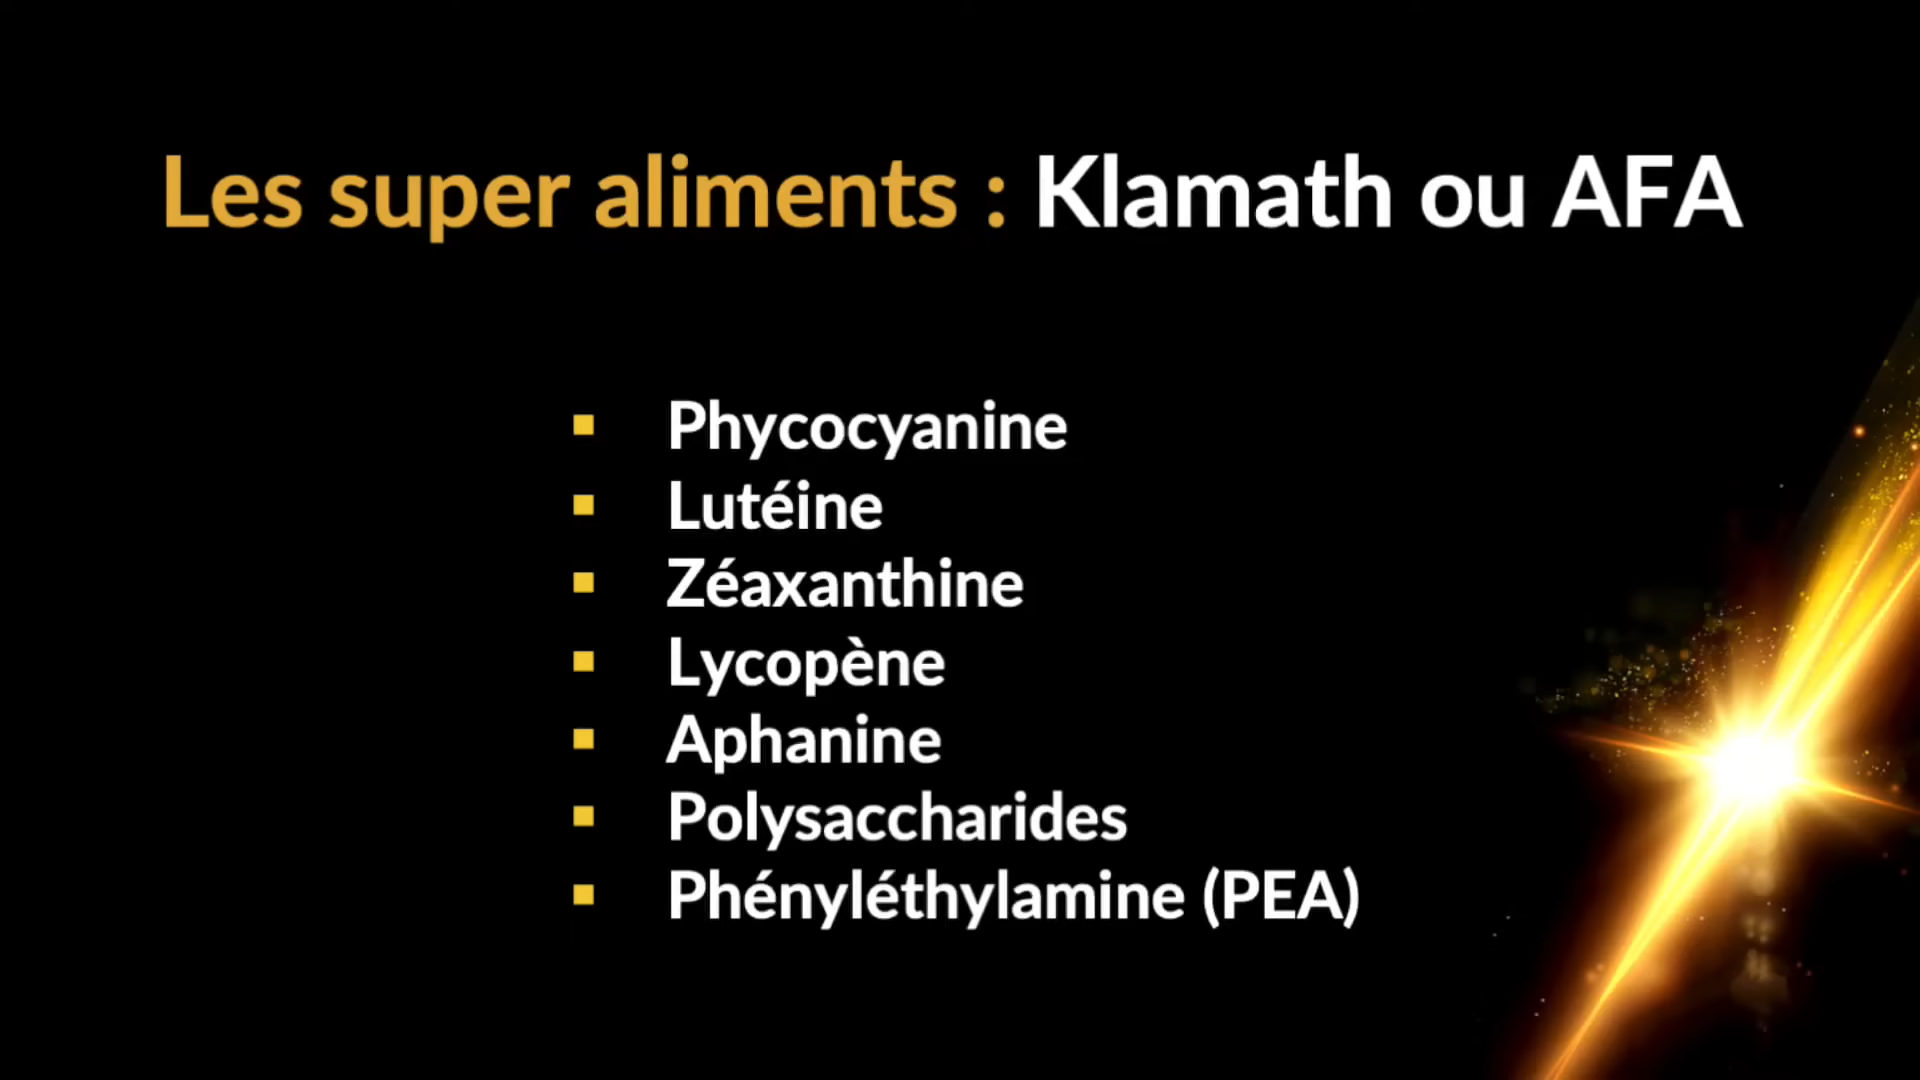 Les super aliments : Klamath ou AFA
▪ Phycocyanine
▪ Lutéine
▪ Zéaxanthine
▪ Lycopène
▪ Aphanine
▪ Polysaccharides
▪ Phényléthylamine (PEA)